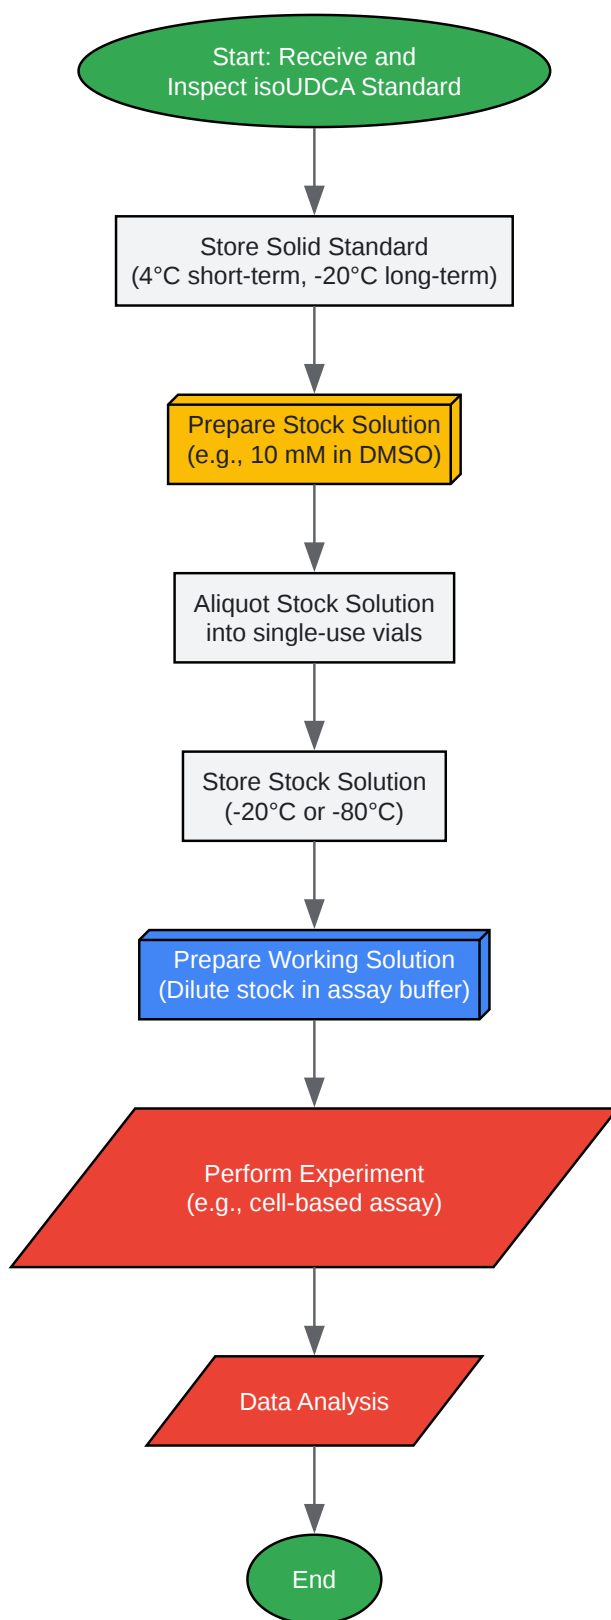 Start: Receive and
Inspect isoUDCA Standard
Store Solid Standard
(4°C short-term, -20°C long-term)
Prepare Stock Solution
(e.g., 10 mM in DMSO)
Aliquot Stock Solution
into single-use vials
Store Stock Solution
(-20°C or -80°C)
Prepare Working Solution
(Dilute stock in assay buffer)
Perform Experiment
(e.g., cell-based assay)
Data Analysis
End